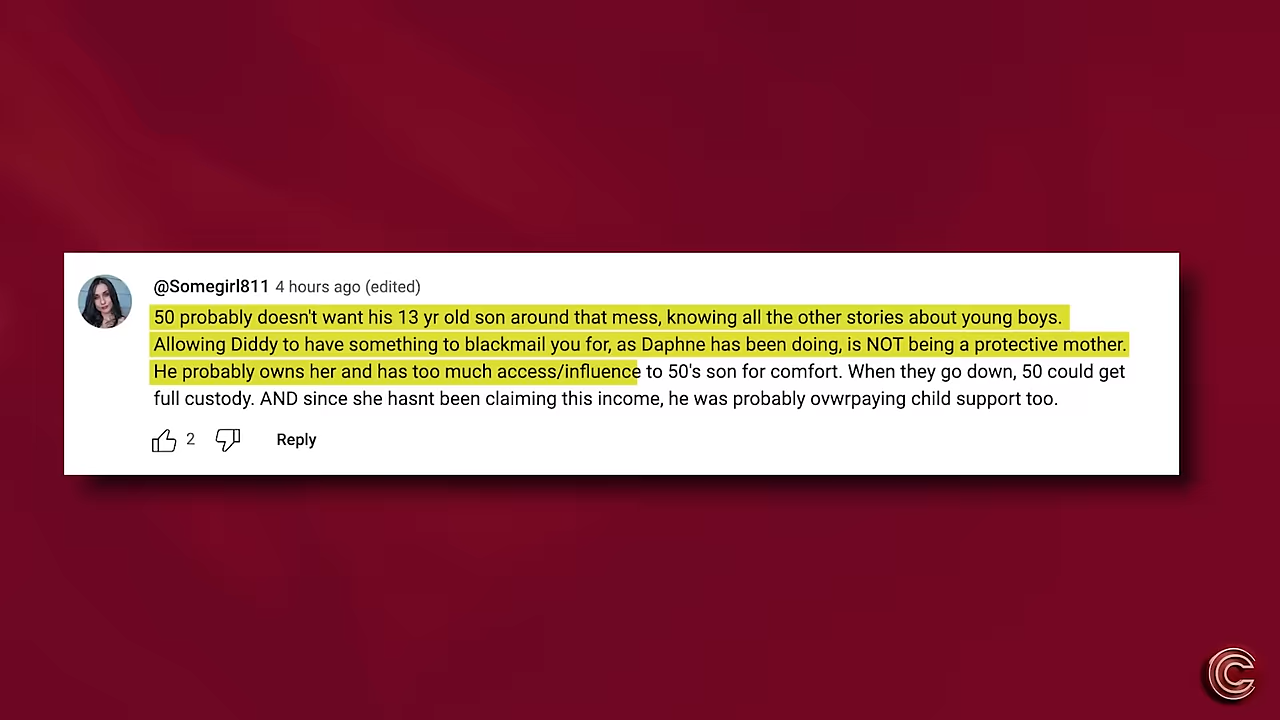 @Somegirl811 4 hours ago (edited)
50 probably doesn't want his 13 yr old son around that mess, knowing all the other stories about young boys.
Allowing Diddy to have something to blackmail you for, as Daphne has been doing, is NOT being a protective mother.
He probably owns her and has too much access/influence to 50's son for comfort. When they go down, 50 could get
full custody. AND since she hasnt been claiming this income, he was probably ovwrpaying child support too.
2 Reply